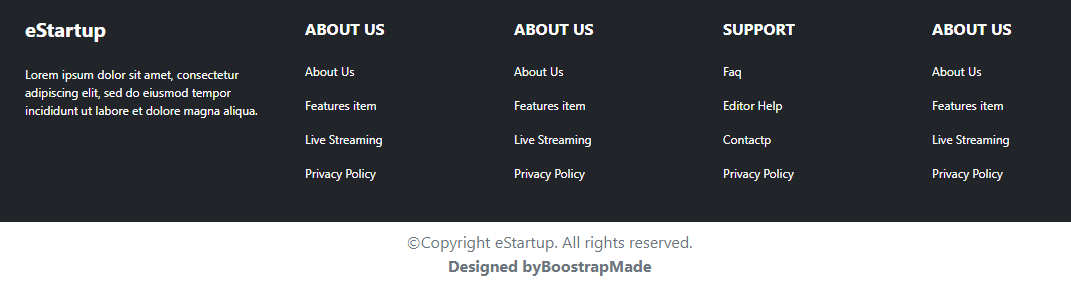 eStartup
Lorem ipsum dolor sit amet, consectetur
adipiscing elit, sed do eiusmod tempor
incididunt ut labore et dolore magna aliqua.
ABOUT US
About Us
Features item
Live Streaming
Privacy Policy
ABOUT US
About Us
Features item
Live Streaming
Privacy Policy
SUPPORT
Faq
Editor Help
Contactp
Privacy Policy
ABOUT US
About Us
Features item
Live Streaming
Privacy Policy
©Copyright eStartup. All rights reserved.
Designed byBoostrapMade